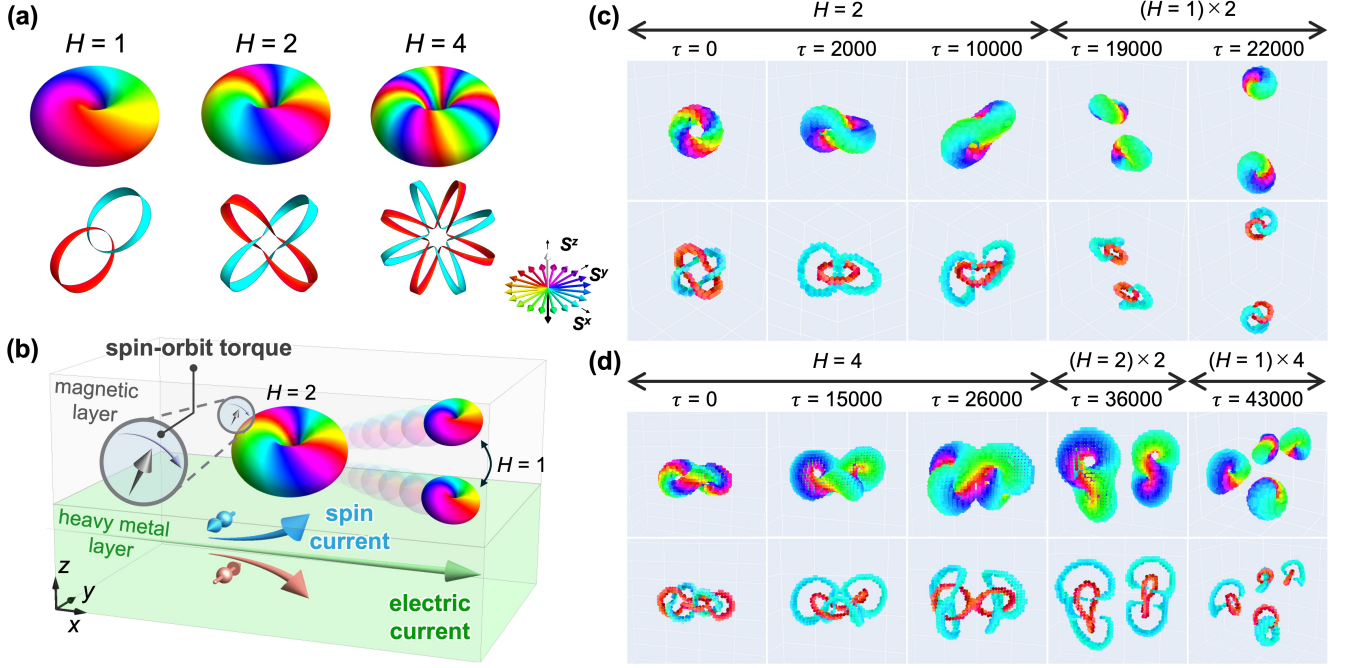 (a)
H = 1
H = 2
H = 4
S^z
S^y
S^x
(b)
spin-orbit torque
magnetic
layer
H = 2
H = 1
heavy metal
layer
spin
current
electric
current
z
y
x
(c)
H = 2
(H = 1) × 2
τ = 0
τ = 2000
τ = 10000
τ = 19000
τ = 22000
(d)
H = 4
(H = 2) × 2
(H = 1) × 4
τ = 0
τ = 15000
τ = 26000
τ = 36000
τ = 43000